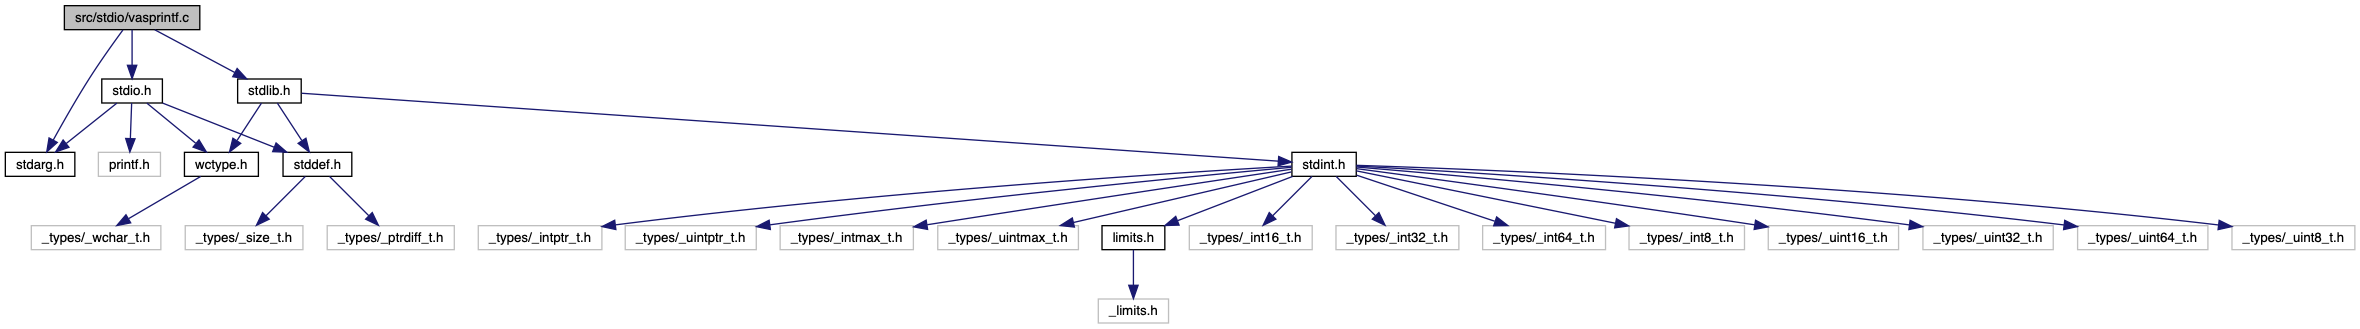 src/stdio/vasprintf.c
stdio.h
stdlib.h
stdarg.h
printf.h
wctype.h
stddef.h
stdint.h
_types/_wchar_t.h
_types/_size_t.h
_types/_ptrdiff_t.h
_types/_intptr_t.h
_types/_uintptr_t.h
_types/_intmax_t.h
_types/_uintmax_t.h
limits.h
_types/_int16_t.h
_types/_int32_t.h
_types/_int64_t.h
_types/_int8_t.h
_types/_uint16_t.h
_types/_uint32_t.h
_types/_uint64_t.h
_types/_uint8_t.h
_limits.h